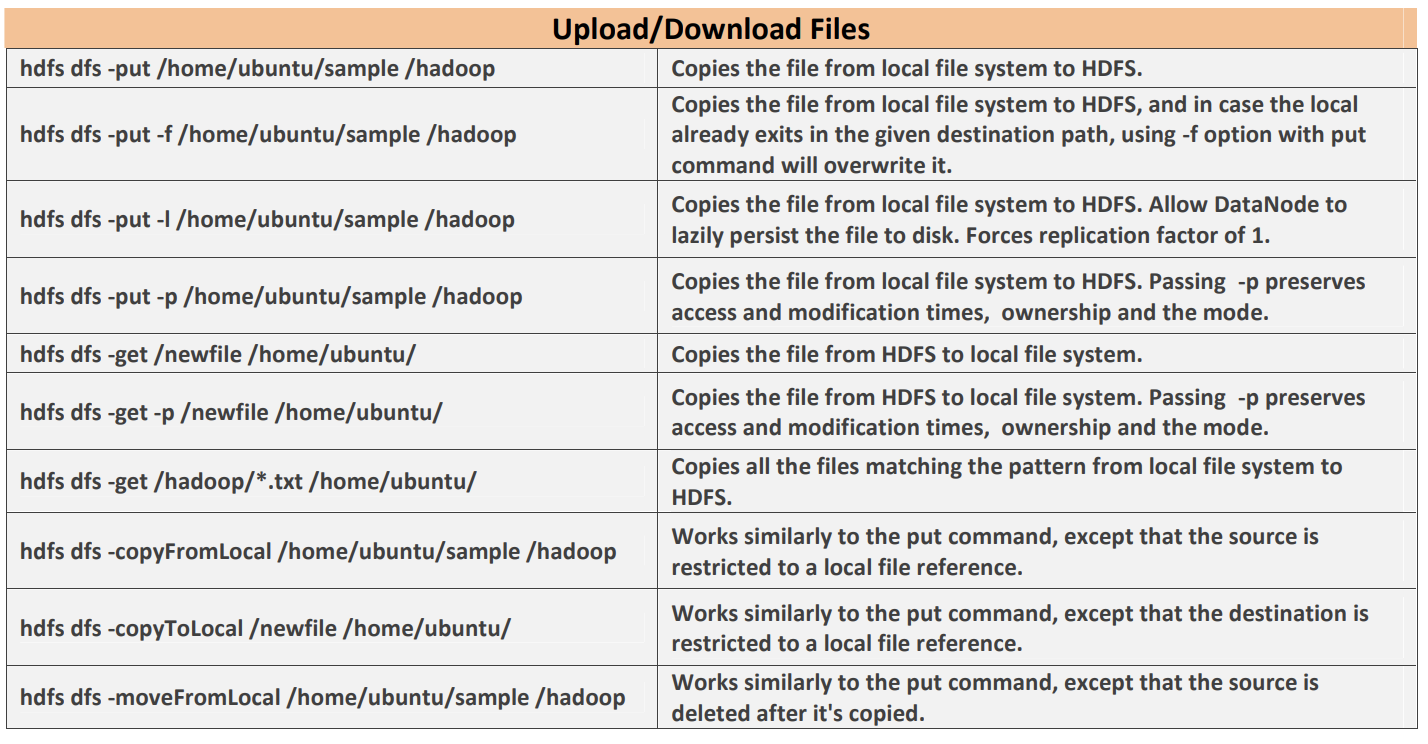 Upload/Download Files
hdfs dfs -put /home/ubuntu/sample /hadoop
Copies the file from local file system to HDFS.
hdfs dfs -put -f /home/ubuntu/sample /hadoop
Copies the file from local file system to HDFS, and in case the local
already exits in the given destination path, using -f option with put
command will overwrite it.
hdfs dfs -put -l /home/ubuntu/sample /hadoop
Copies the file from local file system to HDFS. Allow DataNode to
lazily persist the file to disk. Forces replication factor of 1.
hdfs dfs -put -p /home/ubuntu/sample /hadoop
Copies the file from local file system to HDFS. Passing  -p preserves
access and modification times,  ownership and the mode.
hdfs dfs -get /newfile /home/ubuntu/
Copies the file from HDFS to local file system.
hdfs dfs -get -p /newfile /home/ubuntu/
Copies the file from HDFS to local file system. Passing  -p preserves
access and modification times,  ownership and the mode.
hdfs dfs -get /hadoop/*.txt /home/ubuntu/
Copies all the files matching the pattern from local file system to
HDFS.
hdfs dfs -copyFromLocal /home/ubuntu/sample /hadoop
Works similarly to the put command, except that the source is
restricted to a local file reference.
hdfs dfs -copyToLocal /newfile /home/ubuntu/
Works similarly to the put command, except that the destination is
restricted to a local file reference.
hdfs dfs -moveFromLocal /home/ubuntu/sample /hadoop
Works similarly to the put command, except that the source is
deleted after it's copied.